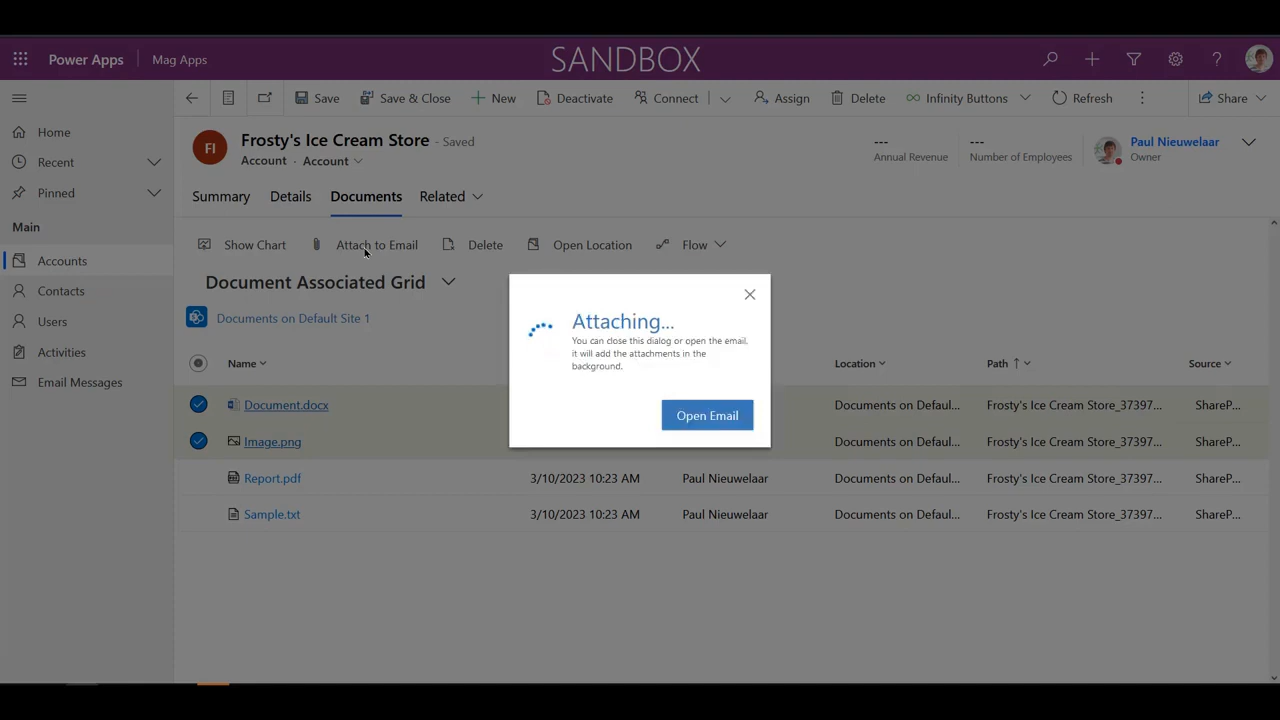 Power Apps Mag Apps SANDBOX
Save Save & Close New Deactivate Connect Assign Delete Infinity Buttons Refresh Share
Home
Recent
Pinned
Main
Accounts
Contacts
Users
Activities
Email Messages
FI
Frosty's Ice Cream Store - Saved
Account · Account
--- Annual Revenue
--- Number of Employees
Paul Nieuwelaar
Owner
Summary Details Documents Related
Show Chart Attach to Email Delete Open Location Flow
Document Associated Grid
Documents on Default Site 1
Name Location Path Source
Document.docx Documents on Defaul... Frosty's Ice Cream Store_37397... ShareP...
Image.png Documents on Defaul... Frosty's Ice Cream Store_37397... ShareP...
Report.pdf 3/10/2023 10:23 AM Paul Nieuwelaar Documents on Defaul... Frosty's Ice Cream Store_37397... ShareP...
Sample.txt 3/10/2023 10:23 AM Paul Nieuwelaar Documents on Defaul... Frosty's Ice Cream Store_37397... ShareP...
Attaching...
You can close this dialog or open the email,
it will add the attachments in the
background.
Open Email